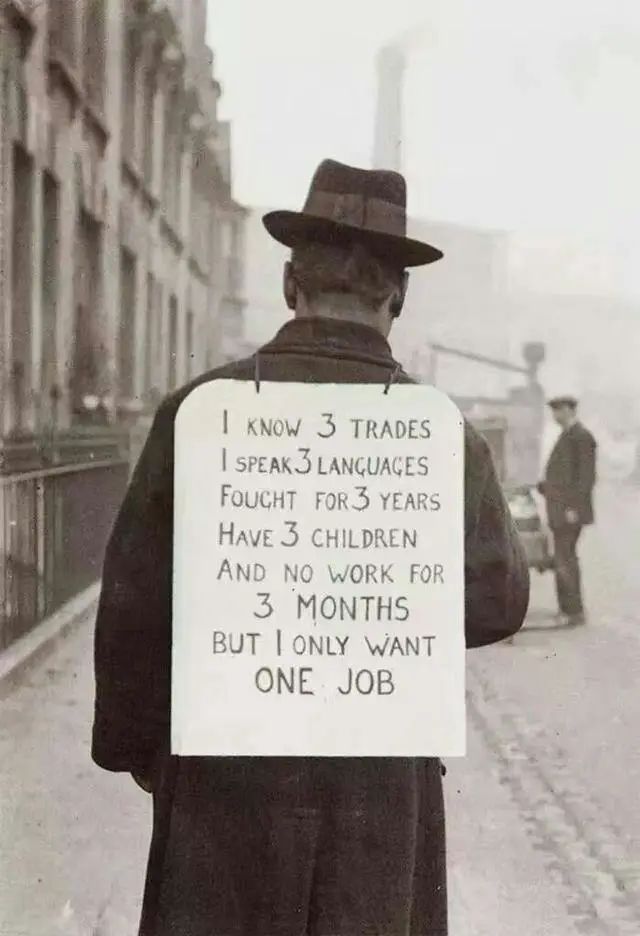 I KNOW 3 TRADES
I SPEAK 3 LANGUAGES
FOUGHT FOR 3 YEARS
HAVE 3 CHILDREN
AND NO WORK FOR
3 MONTHS
BUT I ONLY WANT
ONE JOB